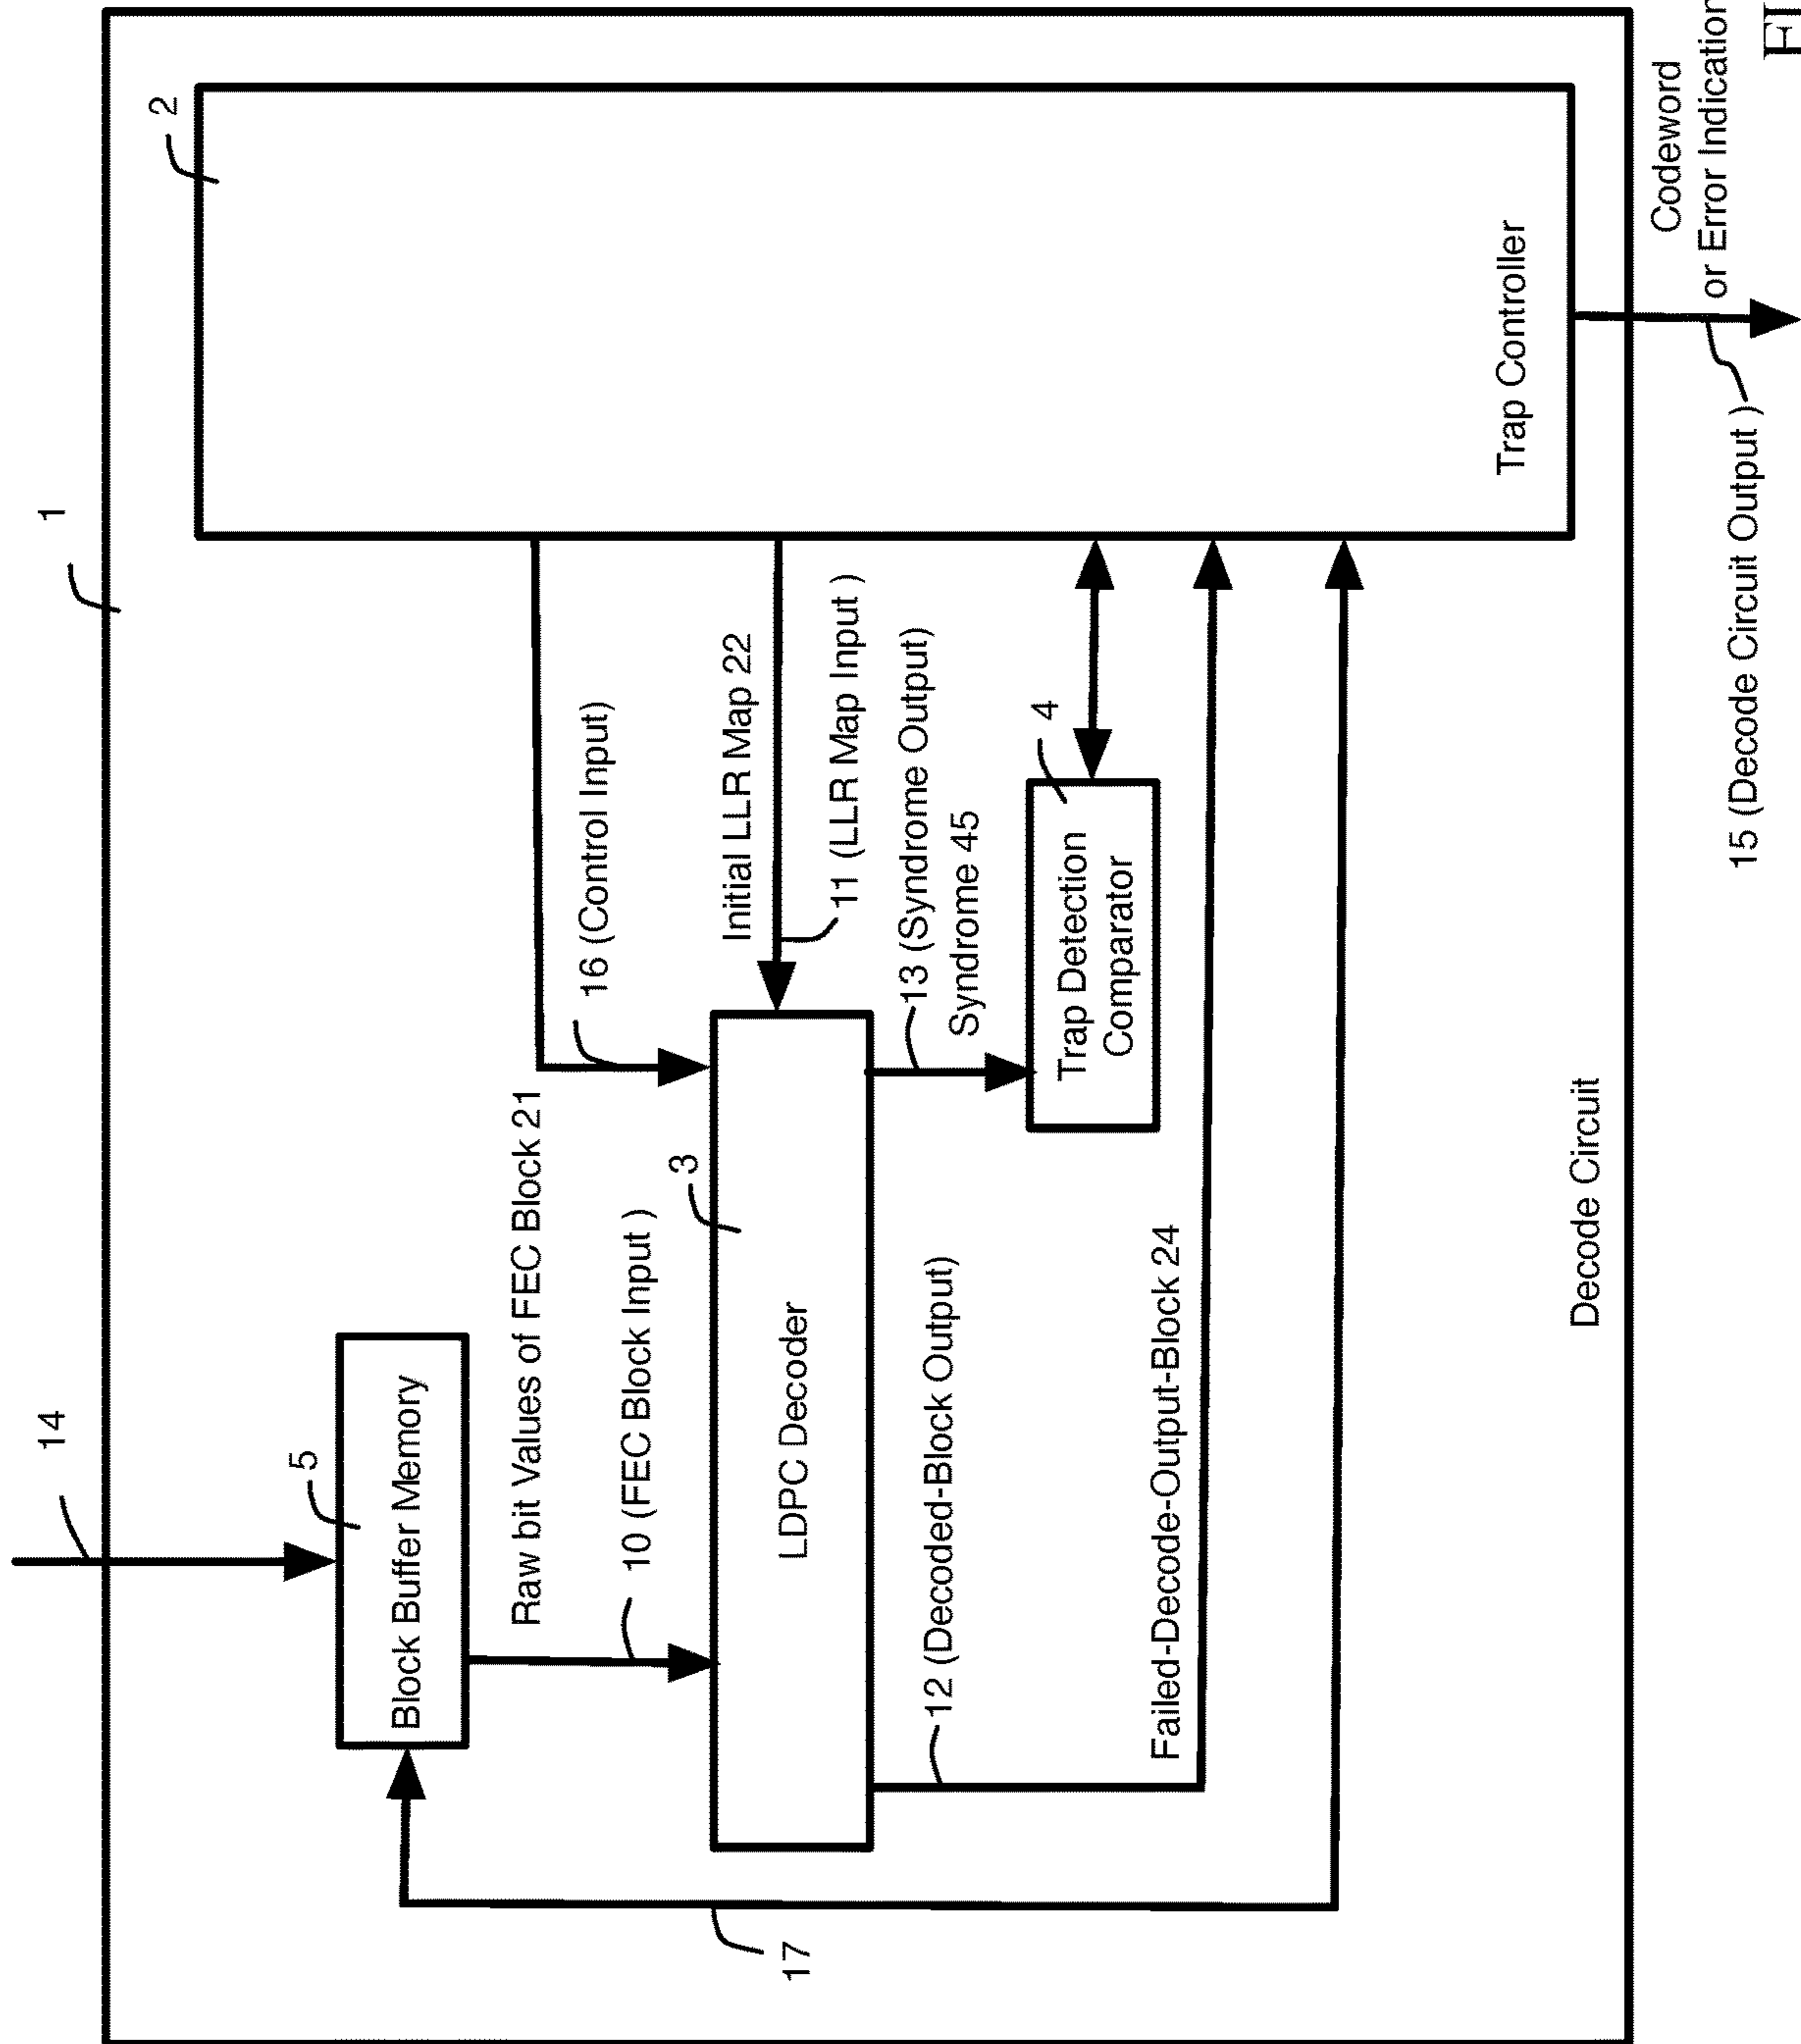 14
5
Block Buffer Memory
Raw bit Values of FEC Block 21
10 (FEC Block Input )
17
3
LDPC Decoder
12 (Decoded-Block Output)
Failed-Decode-Output-Block 24
1
16 (Control Input)
Initial LLR Map 22
11 (LLR Map Input )
13 (Syndrome Output)
Syndrome 45
4
Trap Detection
Comparator
2
Trap Controller
Decode Circuit
15 (Decode Circuit Output )
Codeword
or Error Indication